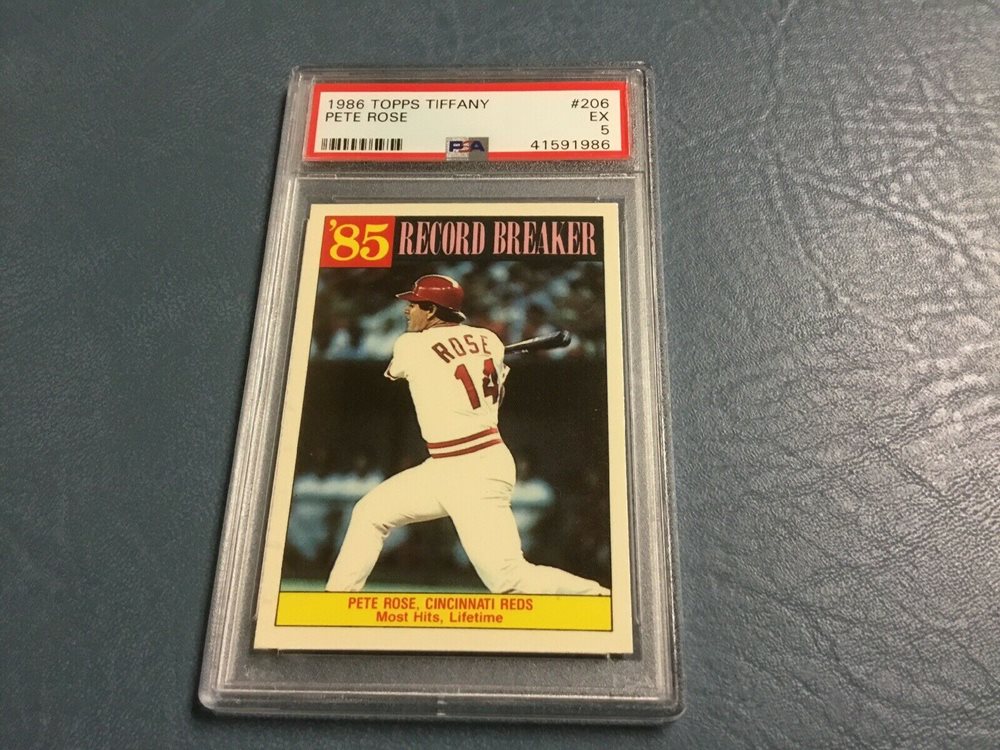 1986 TOPPS TIFFANY #206
PETE ROSE EX
5
PSA 41591986
'85 RECORD BREAKER
ROSE
14
PETE ROSE, CINCINNATI REDS
Most Hits, Lifetime